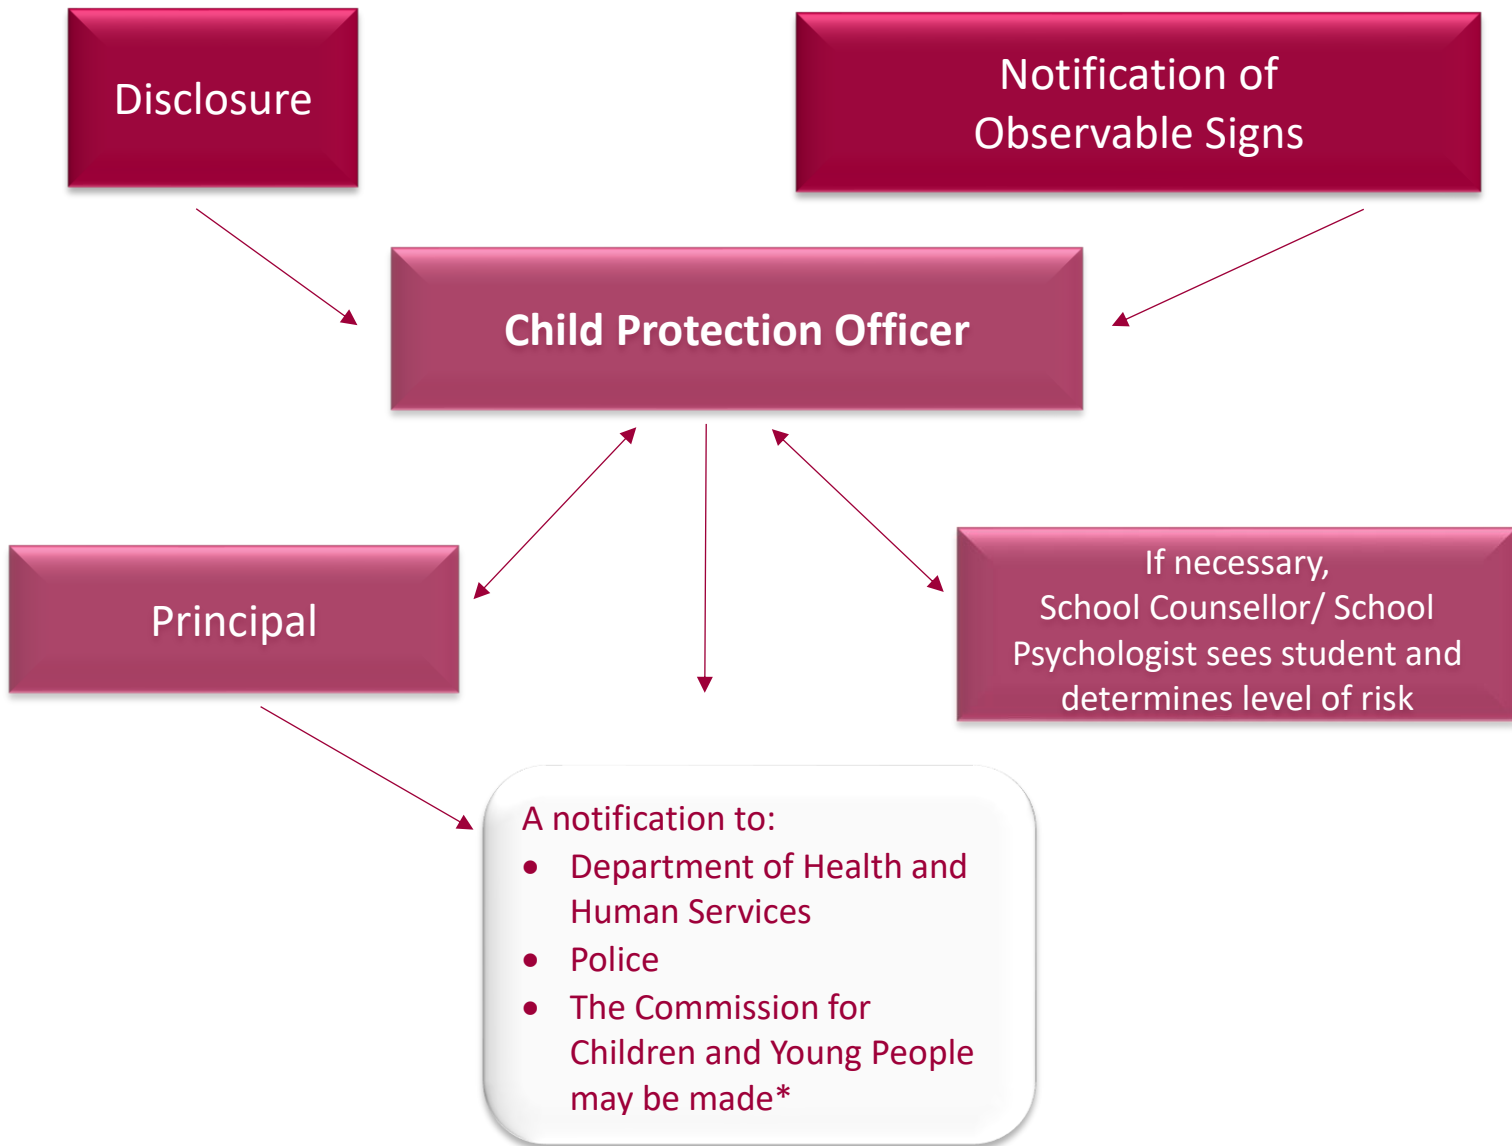 Disclosure
Notification of
Observable Signs
Child Protection Officer
Principal
If necessary,
School Counsellor/ School
Psychologist sees student and
determines level of risk
A notification to:
• Department of Health and
Human Services
• Police
• The Commission for
Children and Young People
may be made*